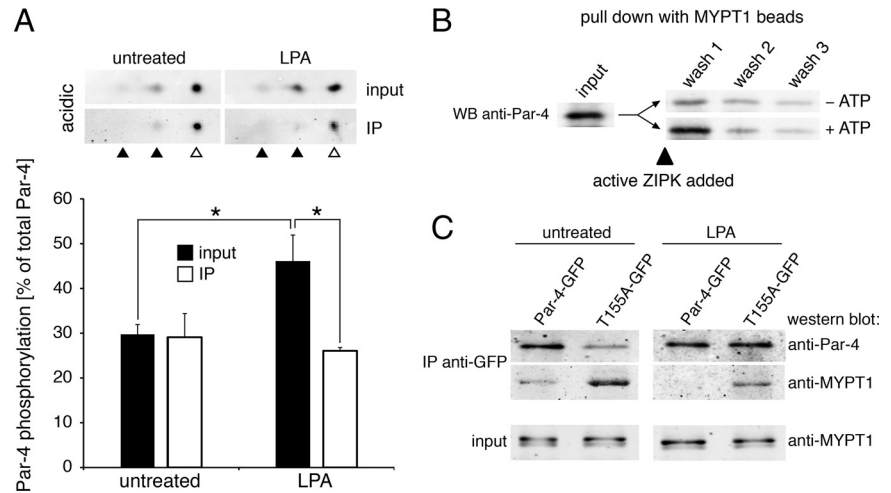 A
untreated
LPA
acidic
input
IP
Par-4 phosphorylation [% of total Par-4]
60
50
40
30
20
10
0
*
*
input
IP
untreated
LPA
B
pull down with MYPT1 beads
input
wash 1
wash 2
wash 3
WB anti-Par-4
– ATP
+ ATP
active ZIPK added
C
untreated
LPA
Par-4-GFP
T155A-GFP
Par-4-GFP
T155A-GFP
western blot:
IP anti-GFP
anti-Par-4
anti-MYPT1
input
anti-MYPT1